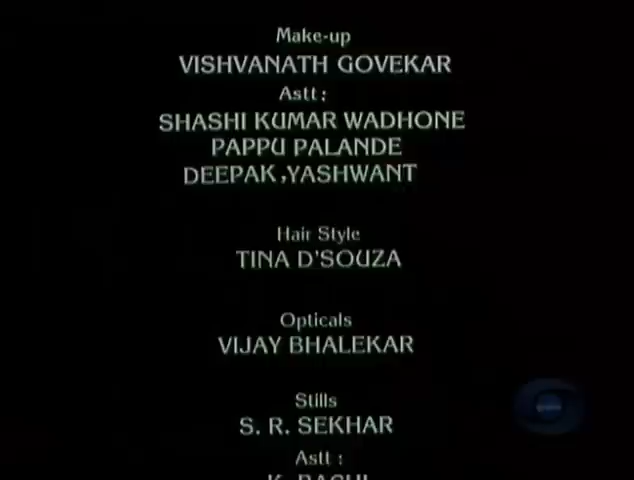 Make-up
VISHVANATH GOVEKAR
Astt:
SHASHI KUMAR WADHONE
PAPPU PALANDE
DEEPAK,YASHWANT
Hair Style
TINA D'SOUZA
Opticals
VIJAY BHALEKAR
Stills
S. R. SEKHAR
Astt :